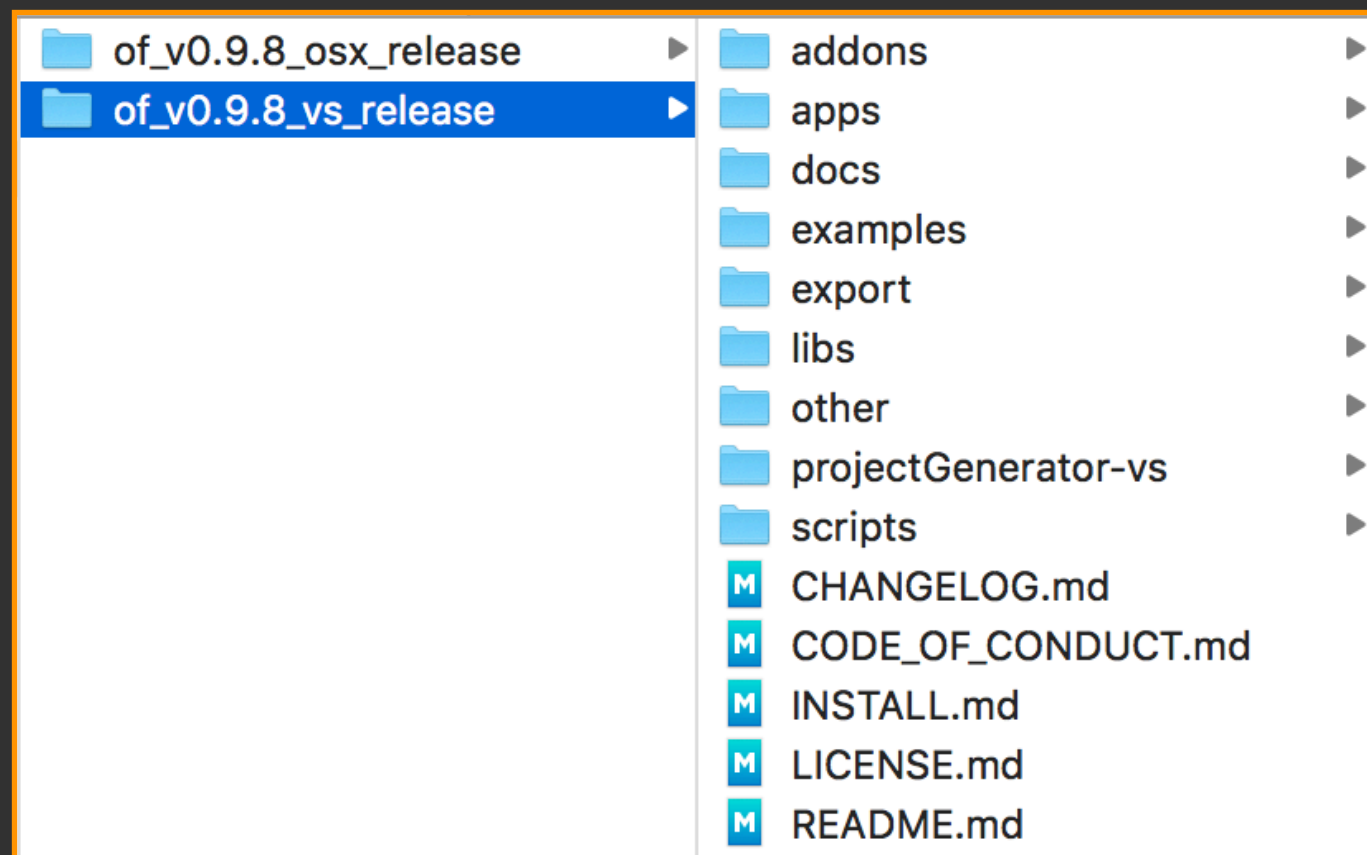 of_v0.9.8_osx_release
of_v0.9.8_vs_release
addons
apps
docs
examples
export
libs
other
projectGenerator-vs
scripts
CHANGELOG.md
CODE_OF_CONDUCT.md
INSTALL.md
LICENSE.md
README.md